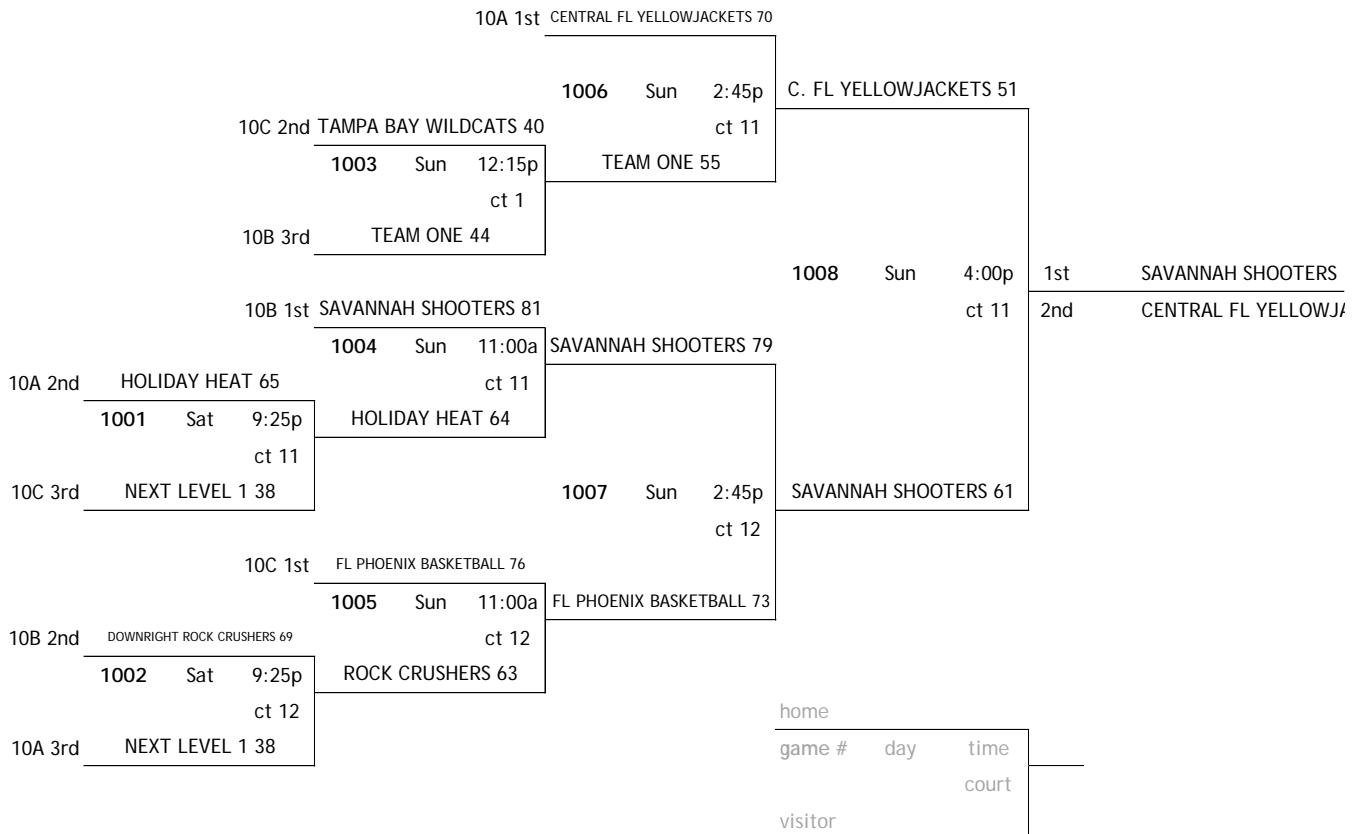 10A 1st CENTRAL FL YELLOWJACKETS 70
1006 Sun 2:45p C. FL YELLOWJACKETS 51
10C 2nd TAMPA BAY WILDCATS 40 ct 11
1003 Sun 12:15p TEAM ONE 55
ct 1
10B 3rd TEAM ONE 44
1008 Sun 4:00p 1st SAVANNAH SHOOTERS
10B 1st SAVANNAH SHOOTERS 81 ct 11 2nd CENTRAL FL YELLOWJA
1004 Sun 11:00a SAVANNAH SHOOTERS 79
10A 2nd HOLIDAY HEAT 65 ct 11
1001 Sat 9:25p HOLIDAY HEAT 64
ct 11
10C 3rd NEXT LEVEL 1 38 1007 Sun 2:45p SAVANNAH SHOOTERS 61
ct 12
10C 1st FL PHOENIX BASKETBALL 76
1005 Sun 11:00a FL PHOENIX BASKETBALL 73
10B 2nd DOWNRIGHT ROCK CRUSHERS 69 ct 12
1002 Sat 9:25p ROCK CRUSHERS 63
ct 12 home
10A 3rd NEXT LEVEL 1 38 game # day time
court
visitor